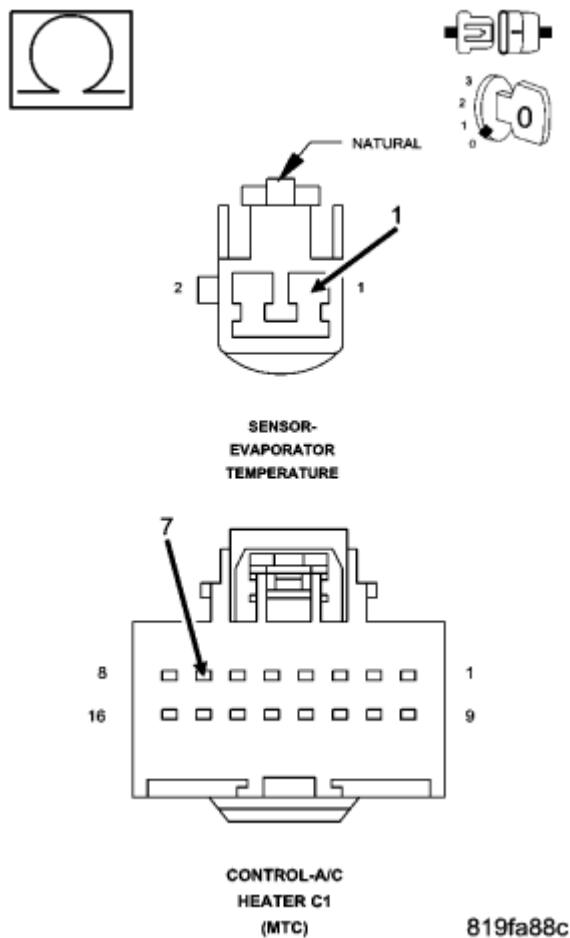 3
2
1
0
0
NATURAL
1
2 1
SENSOR-
EVAPORATOR
TEMPERATURE
7
8 1
16 9
CONTROL-A/C
HEATER C1
(MTC)
819fa88c